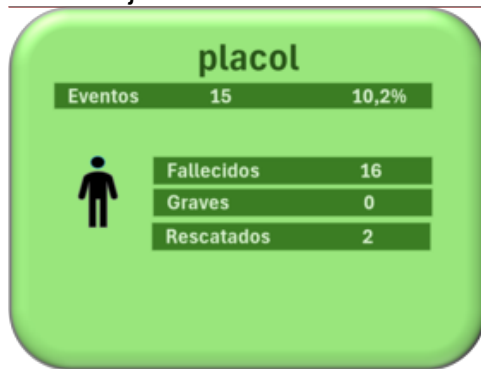 placol
Eventos 15 10,2%
Fallecidos 16
Graves 0
Rescatados 2